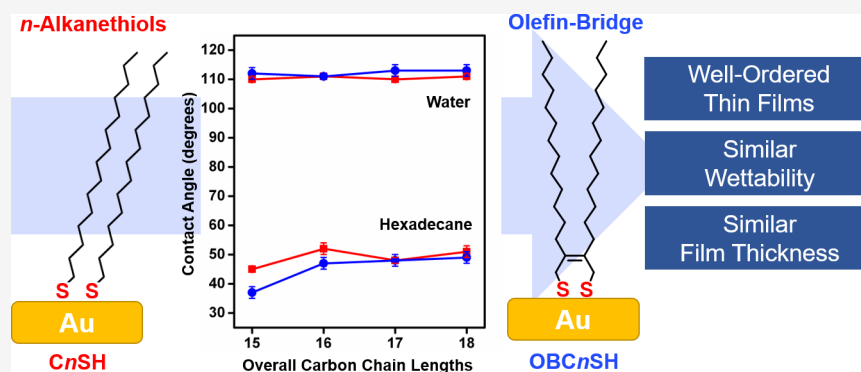 n-Alkanethiols
S S
Au
CnSH
Contact Angle (degrees)
120
110
100
90
80
70
60
50
40
30
Water
Hexadecane
15 16 17 18
Overall Carbon Chain Lengths
Olefin-Bridge
S S
Au
OBCnSH
Well-Ordered
Thin Films
Similar
Wettability
Similar
Film Thickness